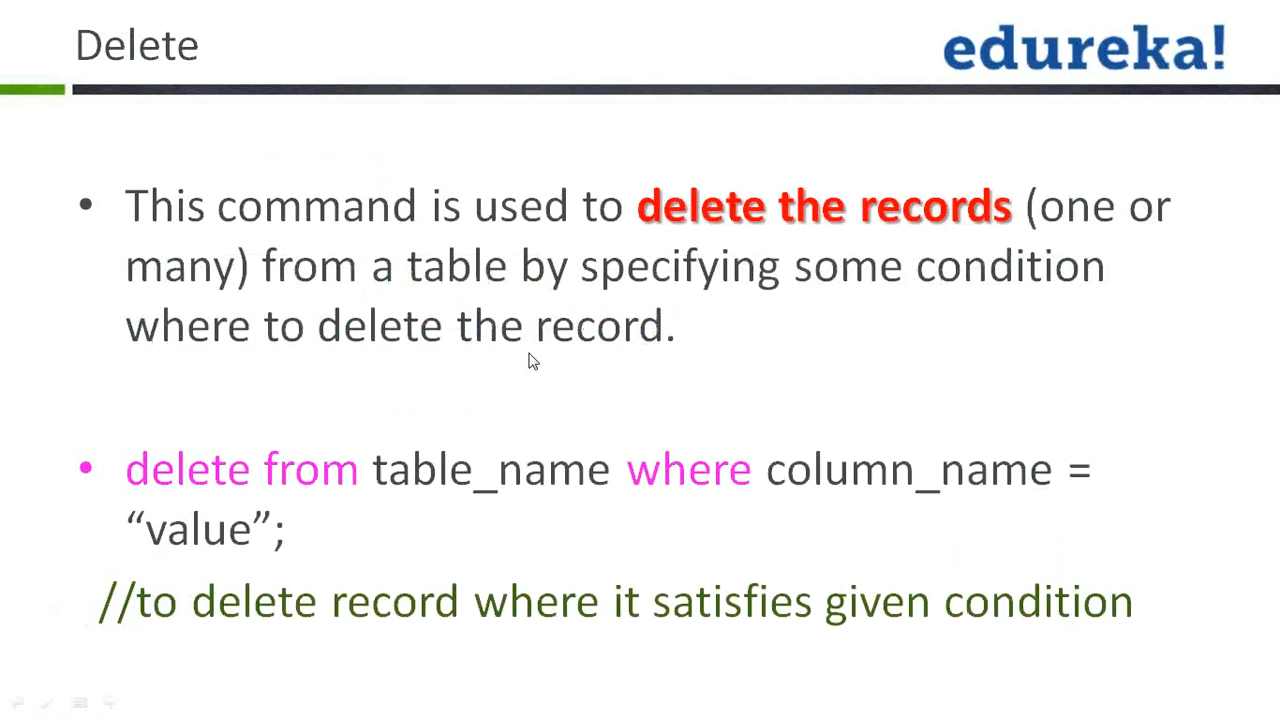 Delete
edureka!
• This command is used to delete the records (one or
many) from a table by specifying some condition
where to delete the record.
• delete from table_name where column_name =
“value”;
//to delete record where it satisfies given condition